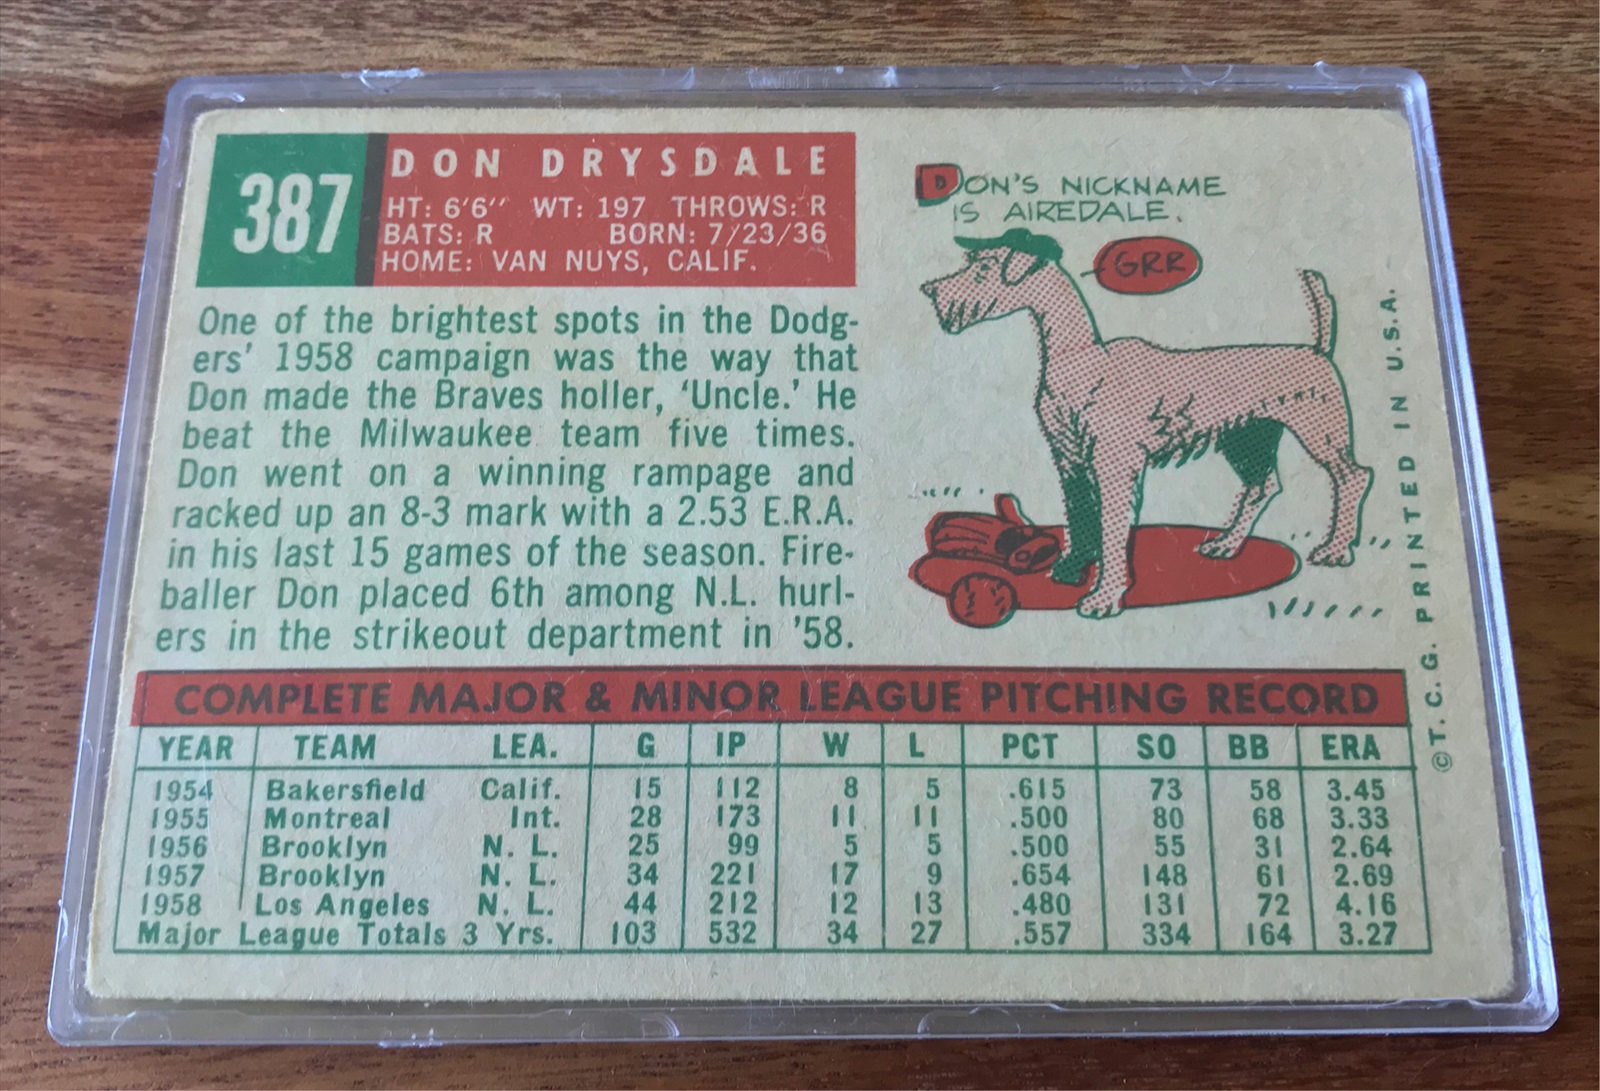 387
DON DRYSDALE
HT: 6'6" WT: 197 THROWS: R
BATS: R BORN: 7/23/36
HOME: VAN NUYS, CALIF.
DON'S NICKNAME
IS AIREDALE.
GRR
One of the brightest spots in the Dodg-
ers' 1958 campaign was the way that
Don made the Braves holler, 'Uncle.' He
beat the Milwaukee team five times.
Don went on a winning rampage and
racked up an 8-3 mark with a 2.53 E.R.A.
in his last 15 games of the season. Fire-
baller Don placed 6th among N.L. hurl-
ers in the strikeout department in '58.
©T.C.G. PRINTED IN U.S.A.
COMPLETE MAJOR & MINOR LEAGUE PITCHING RECORD
YEAR TEAM LEA. G IP W L PCT SO BB ERA
1954 Bakersfield Calif. 15 112 8 5 .615 73 58 3.45
1955 Montreal Int. 28 173 11 11 .500 80 68 3.33
1956 Brooklyn N. L. 25 99 5 5 .500 55 31 2.64
1957 Brooklyn N. L. 34 221 17 9 .654 148 61 2.69
1958 Los Angeles N. L. 44 212 12 13 .480 131 72 4.16
Major League Totals 3 Yrs. 103 532 34 27 .557 334 164 3.27